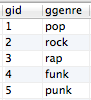 gid ggenre
1 pop
2 rock
3 rap
4 funk
5 punk